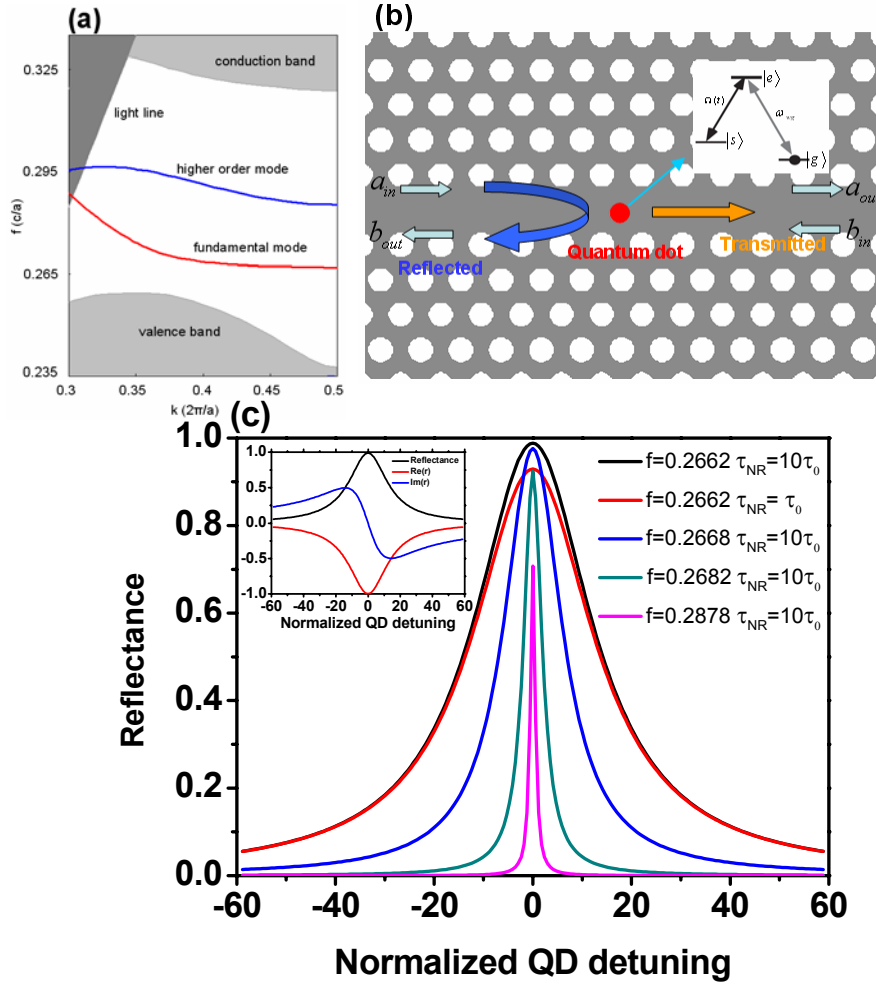 (a)
0.325
0.295
0.265
0.235
f (c/a)
conduction band
light line
higher order mode
fundamental mode
valence band
0.3 0.35 0.4 0.45 0.5
k (2π/a)
(b)
|e⟩
Ω(t)
|s⟩
|g⟩
a_in
a_ou
b_out
b_in
Reflected
Quantum dot
Transmitted
(c)
1.0
0.8
0.6
0.4
0.2
0.0
Reflectance
1.0
0.5
0.0
-0.5
-1.0
Reflectance
Re(r)
Im(r)
-60 -40 -20 0 20 40 60
Normalized QD detuning
f=0.2662 τ_NR=10τ_0
f=0.2662 τ_NR= τ_0
f=0.2668 τ_NR=10τ_0
f=0.2682 τ_NR=10τ_0
f=0.2878 τ_NR=10τ_0
-60 -40 -20 0 20 40 60
Normalized QD detuning